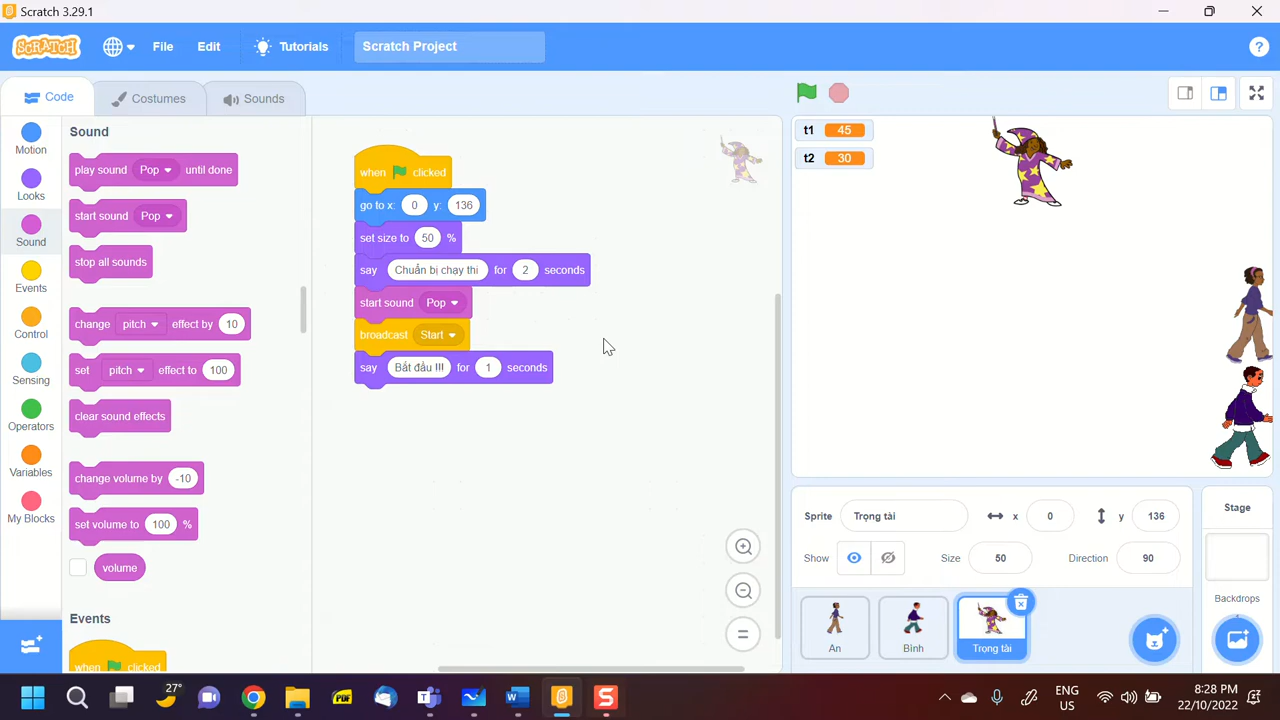 Scratch 3.29.1
SCRATCH
File
Edit
Tutorials
Scratch Project
?
Code
Costumes
Sounds
Motion
Looks
Sound
Events
Control
Sensing
Operators
Variables
My Blocks
Sound
play sound Pop until done
start sound Pop
stop all sounds
change pitch effect by 10
set pitch effect to 100
clear sound effects
change volume by -10
set volume to 100 %
volume
Events
when clicked
when clicked
go to x: 0 y: 136
set size to 50 %
say Chuẩn bị chạy thi for 2 seconds
start sound Pop
broadcast Start
say Bắt đầu !!! for 1 seconds
t1 45
t2 30
Sprite Trọng tài x 0 y 136
Show Size 50 Direction 90
An
Bình
Trọng tài
Stage
Backdrops
27°
PDF
ENG
US
8:28 PM
22/10/2022